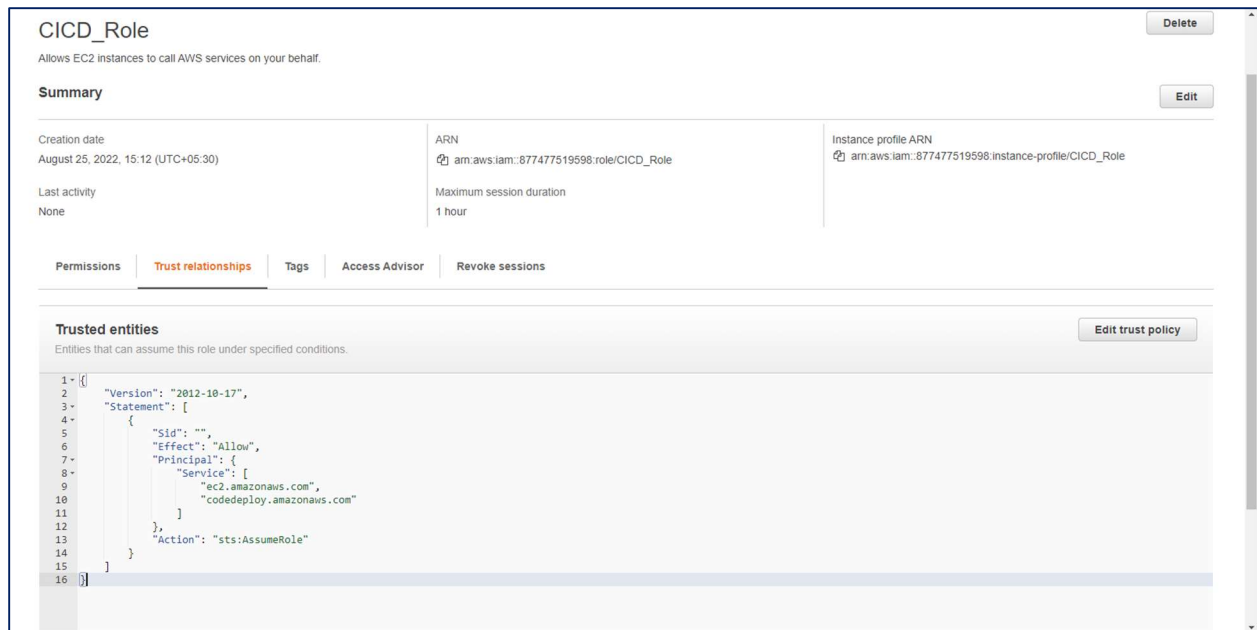 CICD_Role
Delete
Allows EC2 instances to call AWS services on your behalf.
Summary
Edit
Creation date
August 25, 2022, 15:12 (UTC+05:30)
ARN
arn:aws:iam::877477519598:role/CICD_Role
Instance profile ARN
arn:aws:iam::877477519598:instance-profile/CICD_Role
Last activity
None
Maximum session duration
1 hour
Permissions
Trust relationships
Tags
Access Advisor
Revoke sessions
Trusted entities
Edit trust policy
Entities that can assume this role under specified conditions.
1 {
2 "Version": "2012-10-17",
3 "Statement": [
4 {
5 "Sid": "",
6 "Effect": "Allow",
7 "Principal": {
8 "Service": [
9 "ec2.amazonaws.com",
10 "codedeploy.amazonaws.com"
11 ]
12 },
13 "Action": "sts:AssumeRole"
14 }
15 ]
16 }